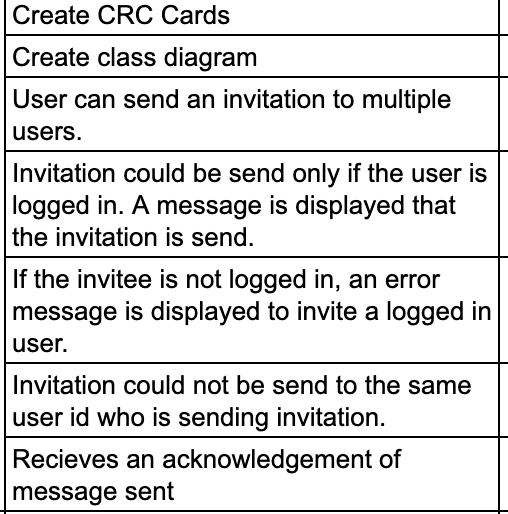 Create CRC Cards
Create class diagram
User can send an invitation to multiple
users.
Invitation could be send only if the user is
logged in. A message is displayed that
the invitation is send.
If the invitee is not logged in, an error
message is displayed to invite a logged in
user.
Invitation could not be send to the same
user id who is sending invitation.
Recieves an acknowledgement of
message sent